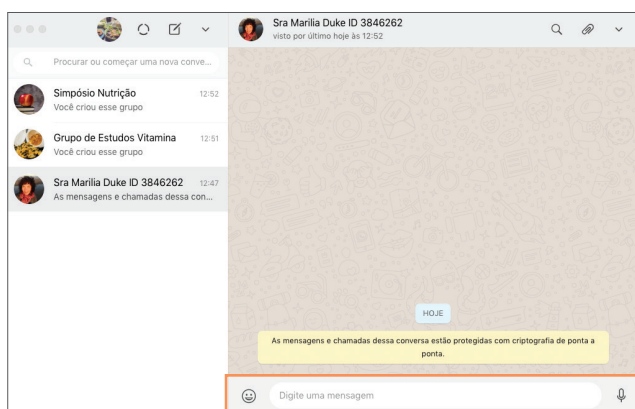 Sra Marilia Duke ID 3846262
visto por último hoje às 12:52
Procurar ou começar uma nova conve...
Simpósio Nutrição 12:52
Você criou esse grupo
Grupo de Estudos Vitamina 12:51
Você criou esse grupo
Sra Marilia Duke ID 3846262 12:47
As mensagens e chamadas dessa con...
HOJE
As mensagens e chamadas dessa conversa estão protegidas com criptografia de ponta a
ponta.
Digite uma mensagem